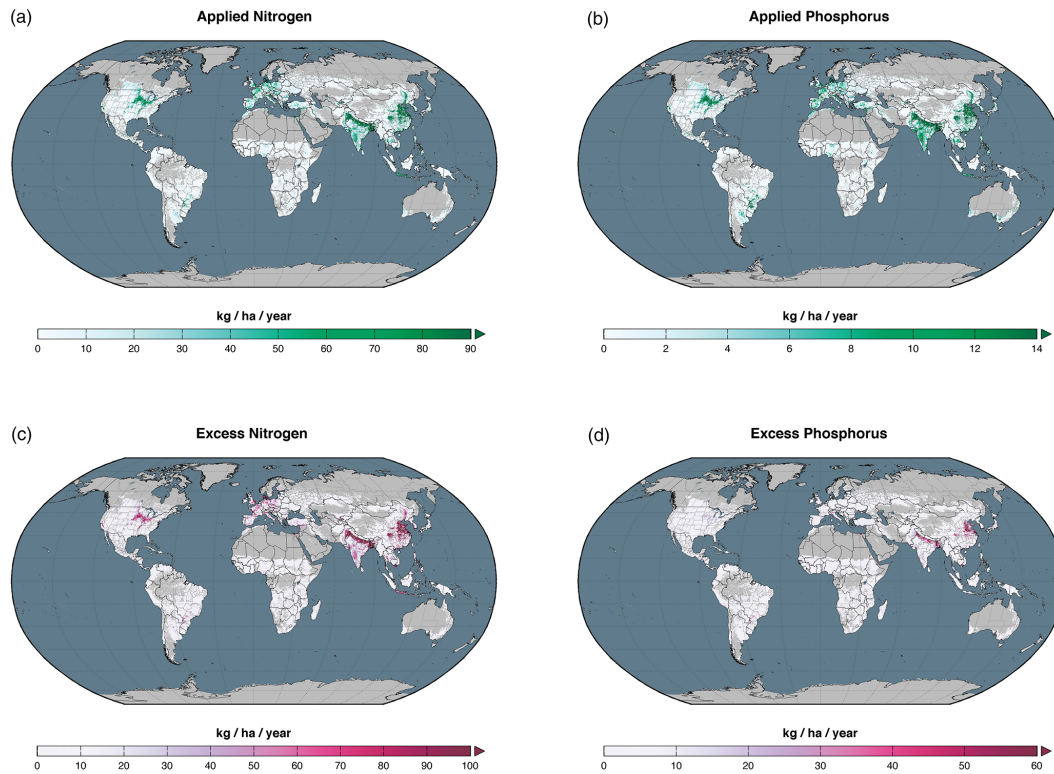 (a) Applied Nitrogen
(b) Applied Phosphorus
kg / ha / year
0 10 20 30 40 50 60 70 80 90
kg / ha / year
0 2 4 6 8 10 12 14
(c) Excess Nitrogen
(d) Excess Phosphorus
kg / ha / year
0 10 20 30 40 50 60 70 80 90 100
kg / ha / year
0 10 20 30 40 50 60